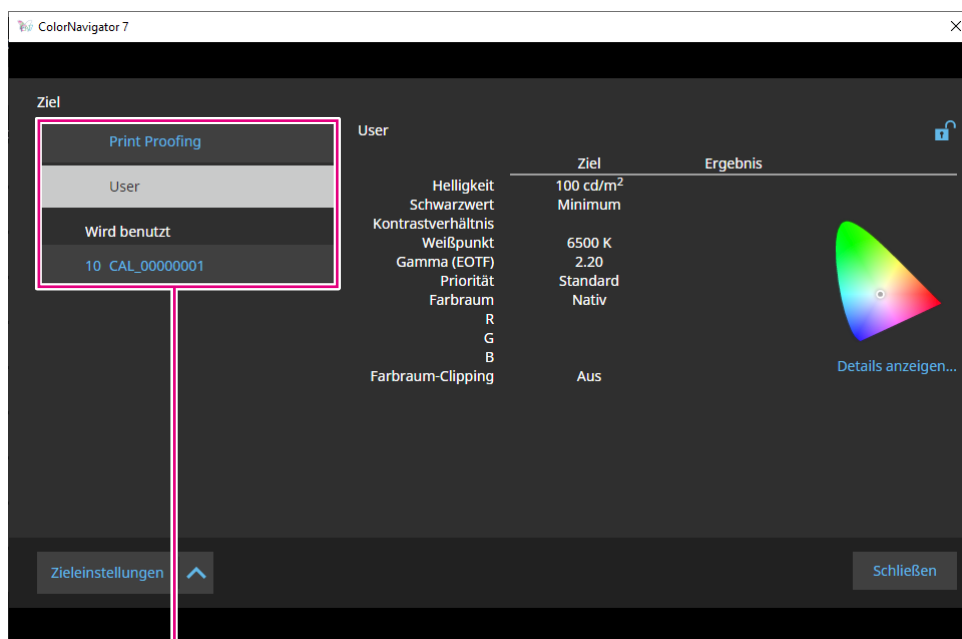 ColorNavigator 7
Ziel
Print Proofing
User
Wird benutzt
10 CAL_00000001
User
Ziel Ergebnis
Helligkeit 100 cd/m²
Schwarzwert Minimum
Kontrastverhältnis
Weißpunkt 6500 K
Gamma (EOTF) 2.20
Priorität Standard
Farbraum Nativ
R
G
B
Farbraum-Clipping Aus
Details anzeigen...
Zieleinstellungen
Schließen